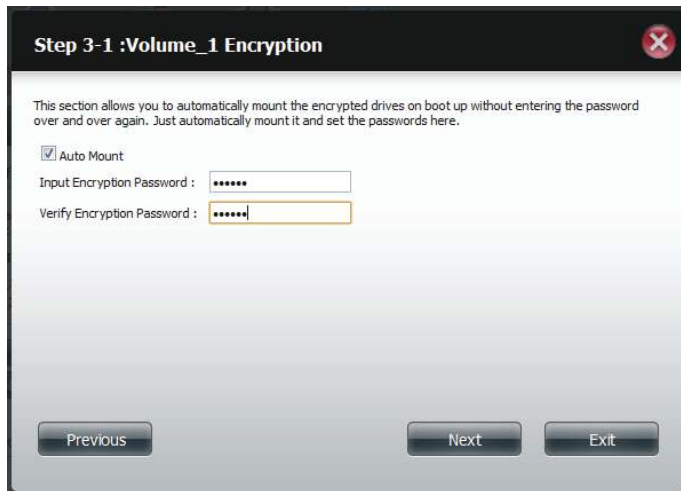 Step 3-1 :Volume_1 Encryption
This section allows you to automatically mount the encrypted drives on boot up without entering the password
over and over again. Just automatically mount it and set the passwords here.
Auto Mount
Input Encryption Password :
••••••
Verify Encryption Password :
••••••
Previous
Next
Exit